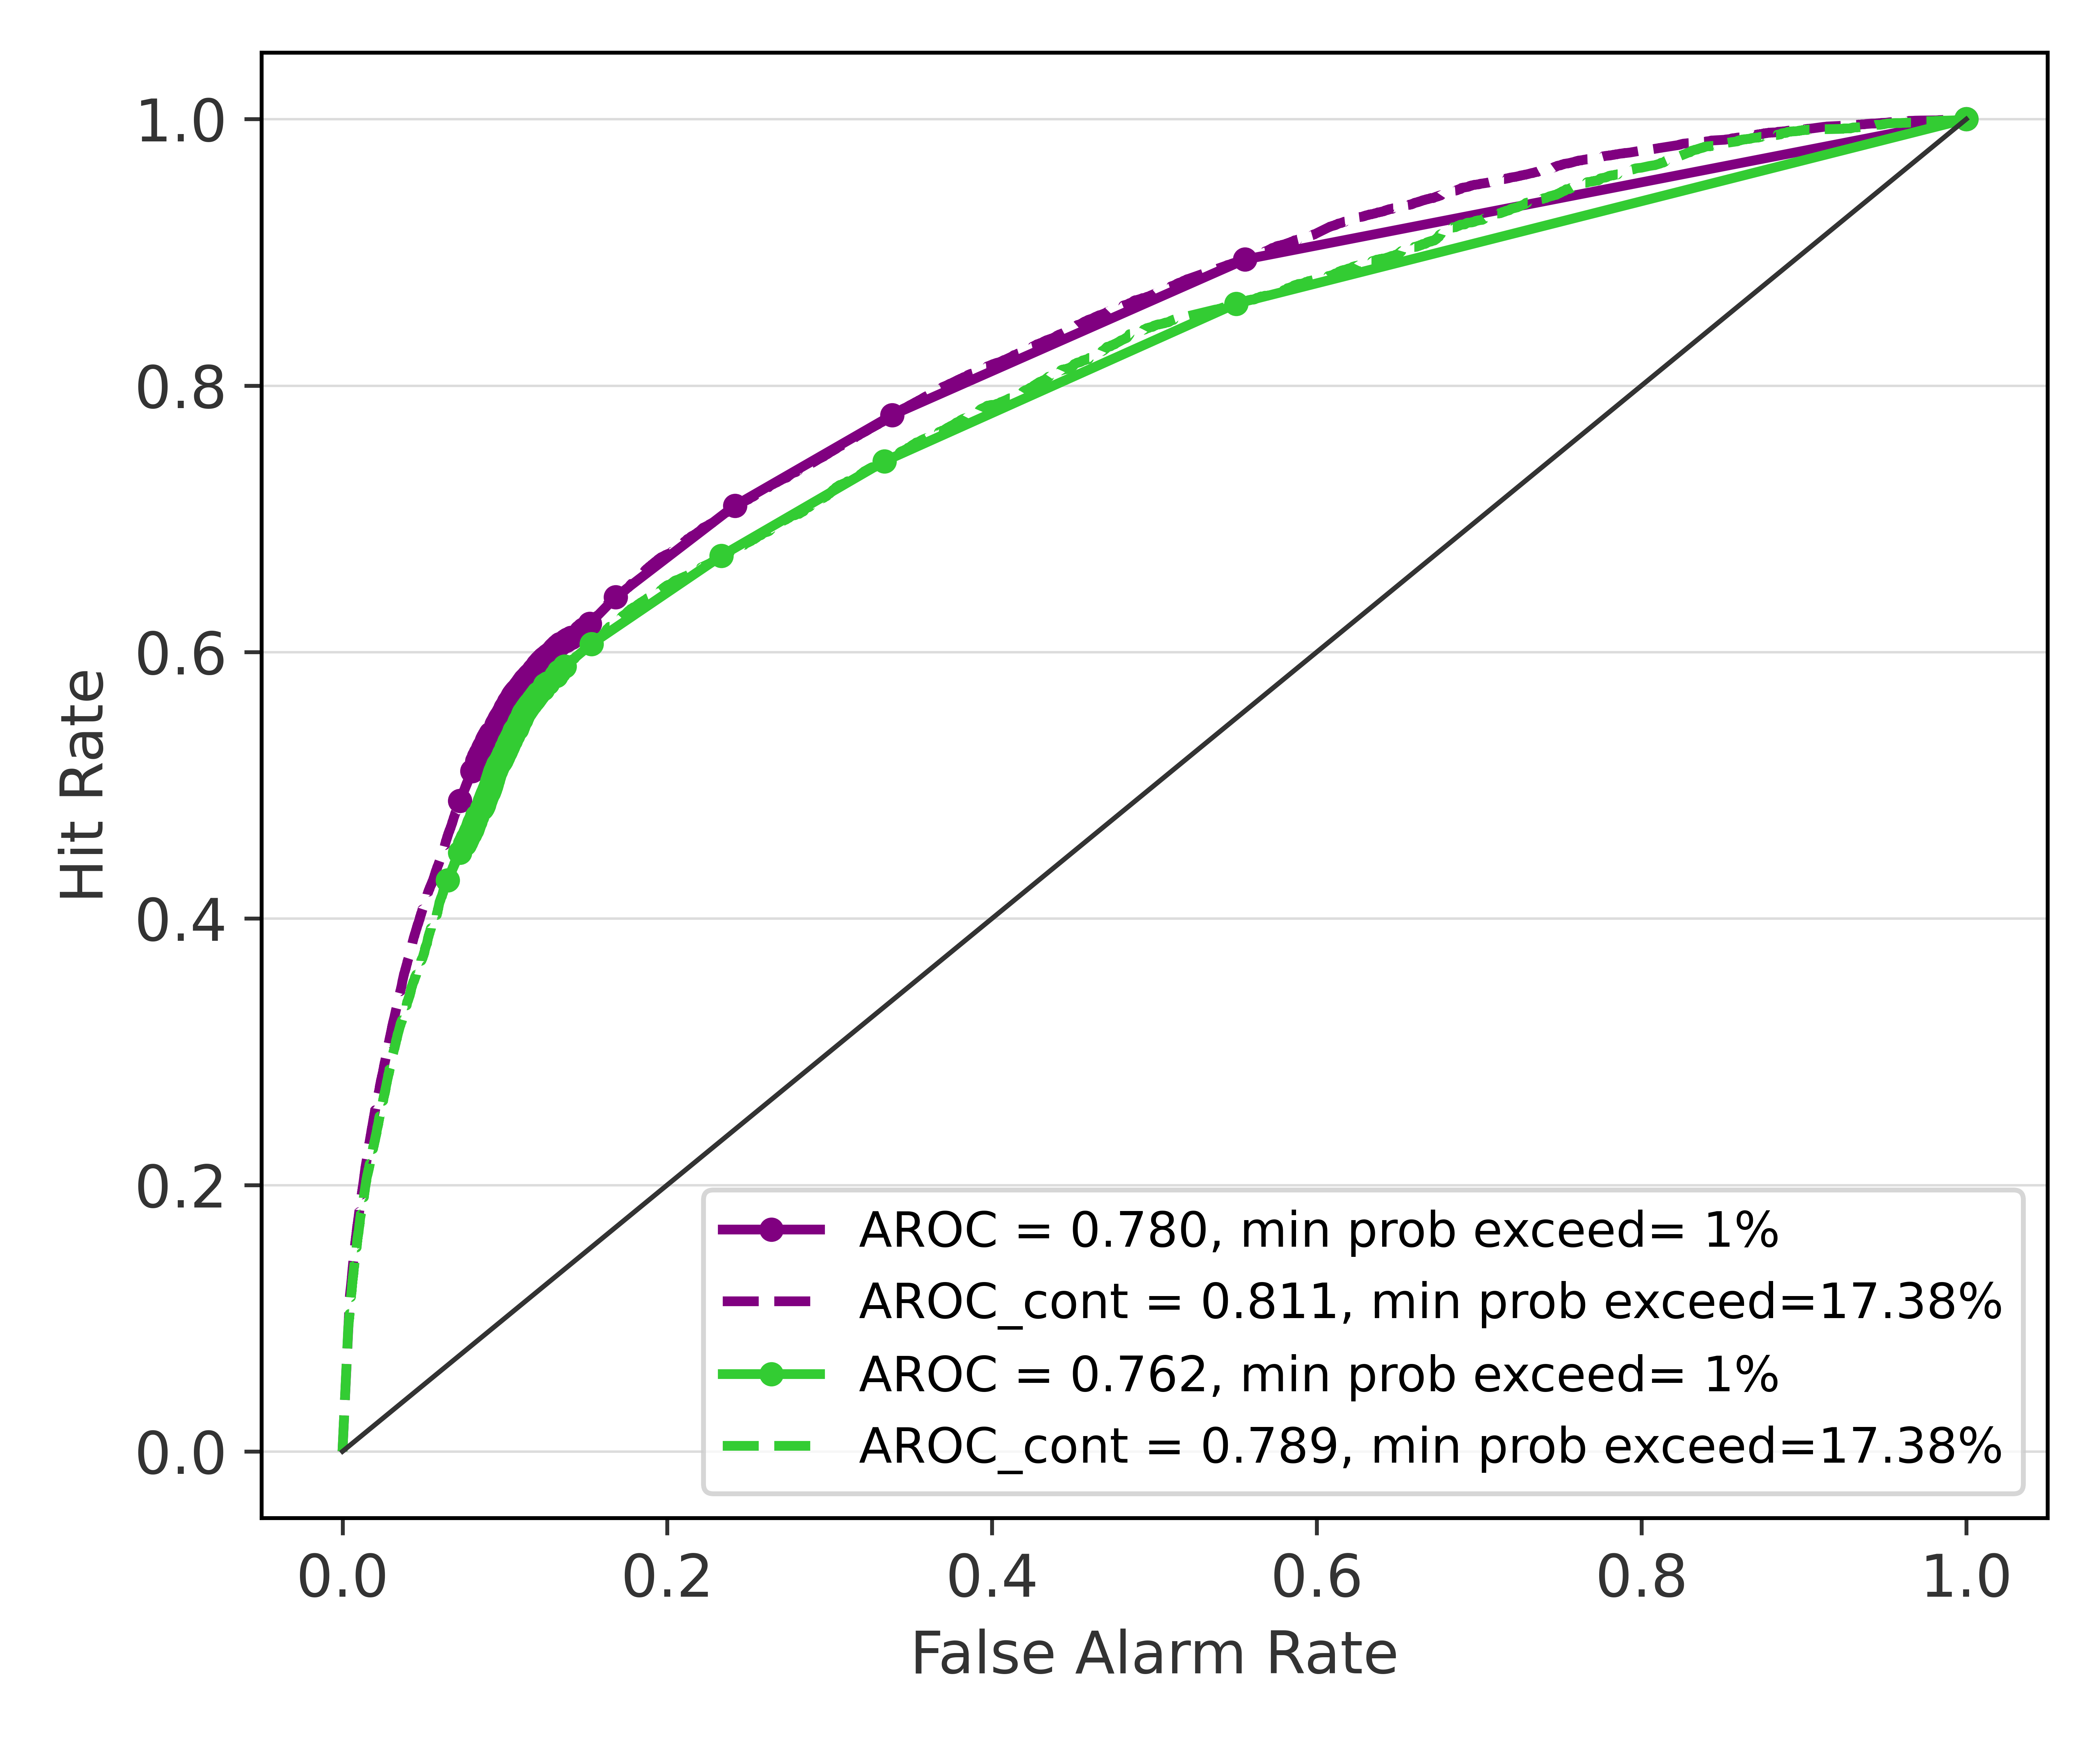 1.0
0.8
0.6
0.4
0.2
0.0
Hit Rate
AROC = 0.780, min prob exceed= 1%
AROC_cont = 0.811, min prob exceed=17.38%
AROC = 0.762, min prob exceed= 1%
AROC_cont = 0.789, min prob exceed=17.38%
0.0 0.2 0.4 0.6 0.8 1.0
False Alarm Rate